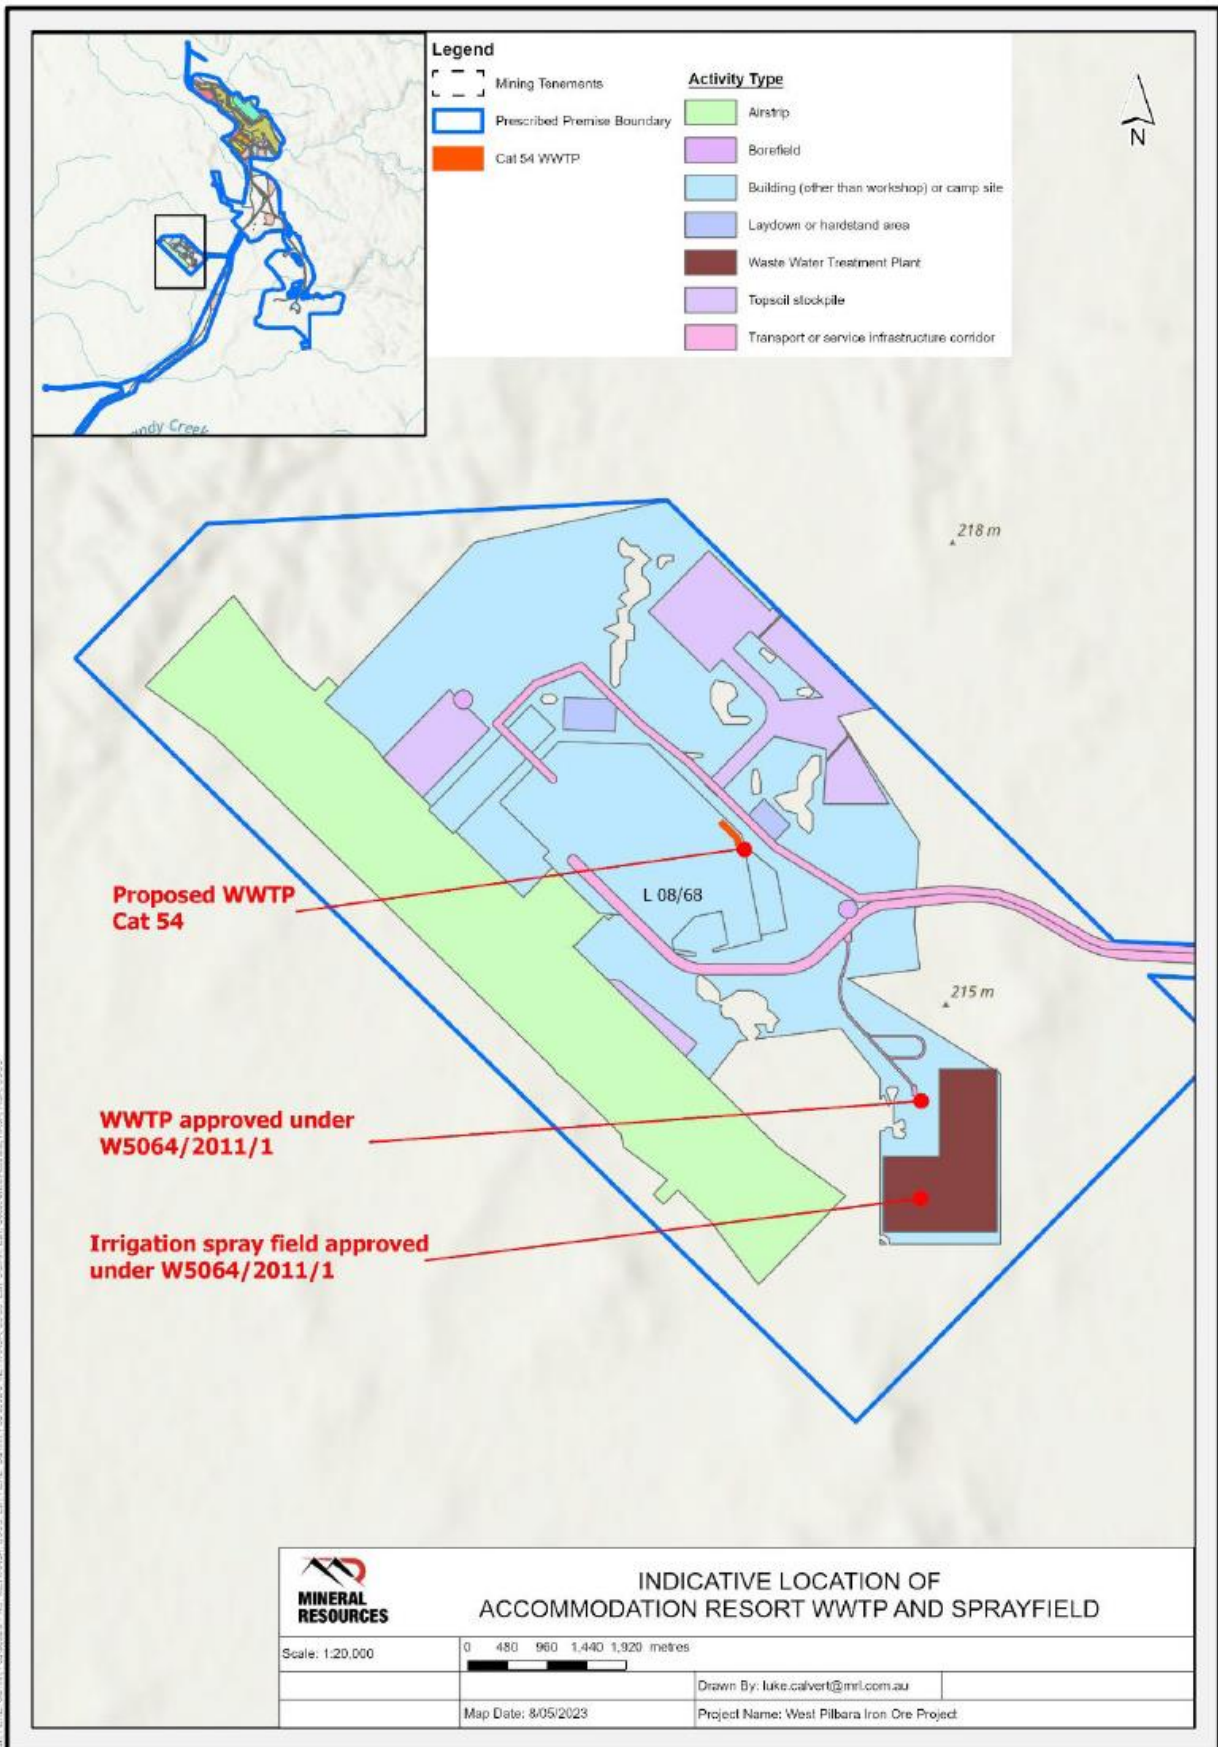 Legend
Mining Tenements
Prescribed Premise Boundary
Cat 54 WWTP
Activity Type
Airstrip
Borefield
Building (other than workshop) or camp site
Laydown or hardstand area
Waste Water Treatment Plant
Topsoil stockpile
Transport or service infrastructure corridor
N
ndy Creek
218 m
L 08/68
Proposed WWTP
Cat 54
215 m
WWTP approved under
W5064/2011/1
Irrigation spray field approved
under W5064/2011/1
MINERAL
RESOURCES
INDICATIVE LOCATION OF
ACCOMMODATION RESORT WWTP AND SPRAYFIELD
Scale: 1:20,000
0 480 960 1,440 1,920 metres
Drawn By: luke.calvert@mrl.com.au
Map Date: 8/05/2023
Project Name: West Pilbara Iron Ore Project